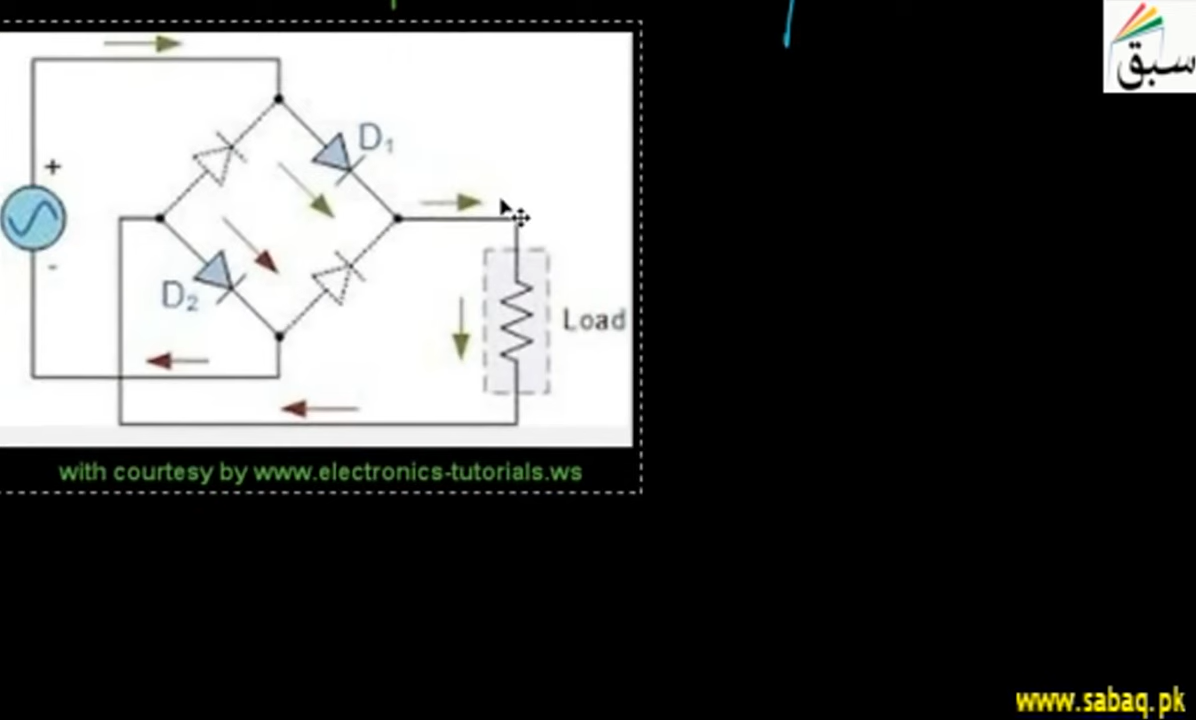 سبق
+
D₁
-
D₂
Load
with courtesy by www.electronics-tutorials.ws
www.sabaq.pk